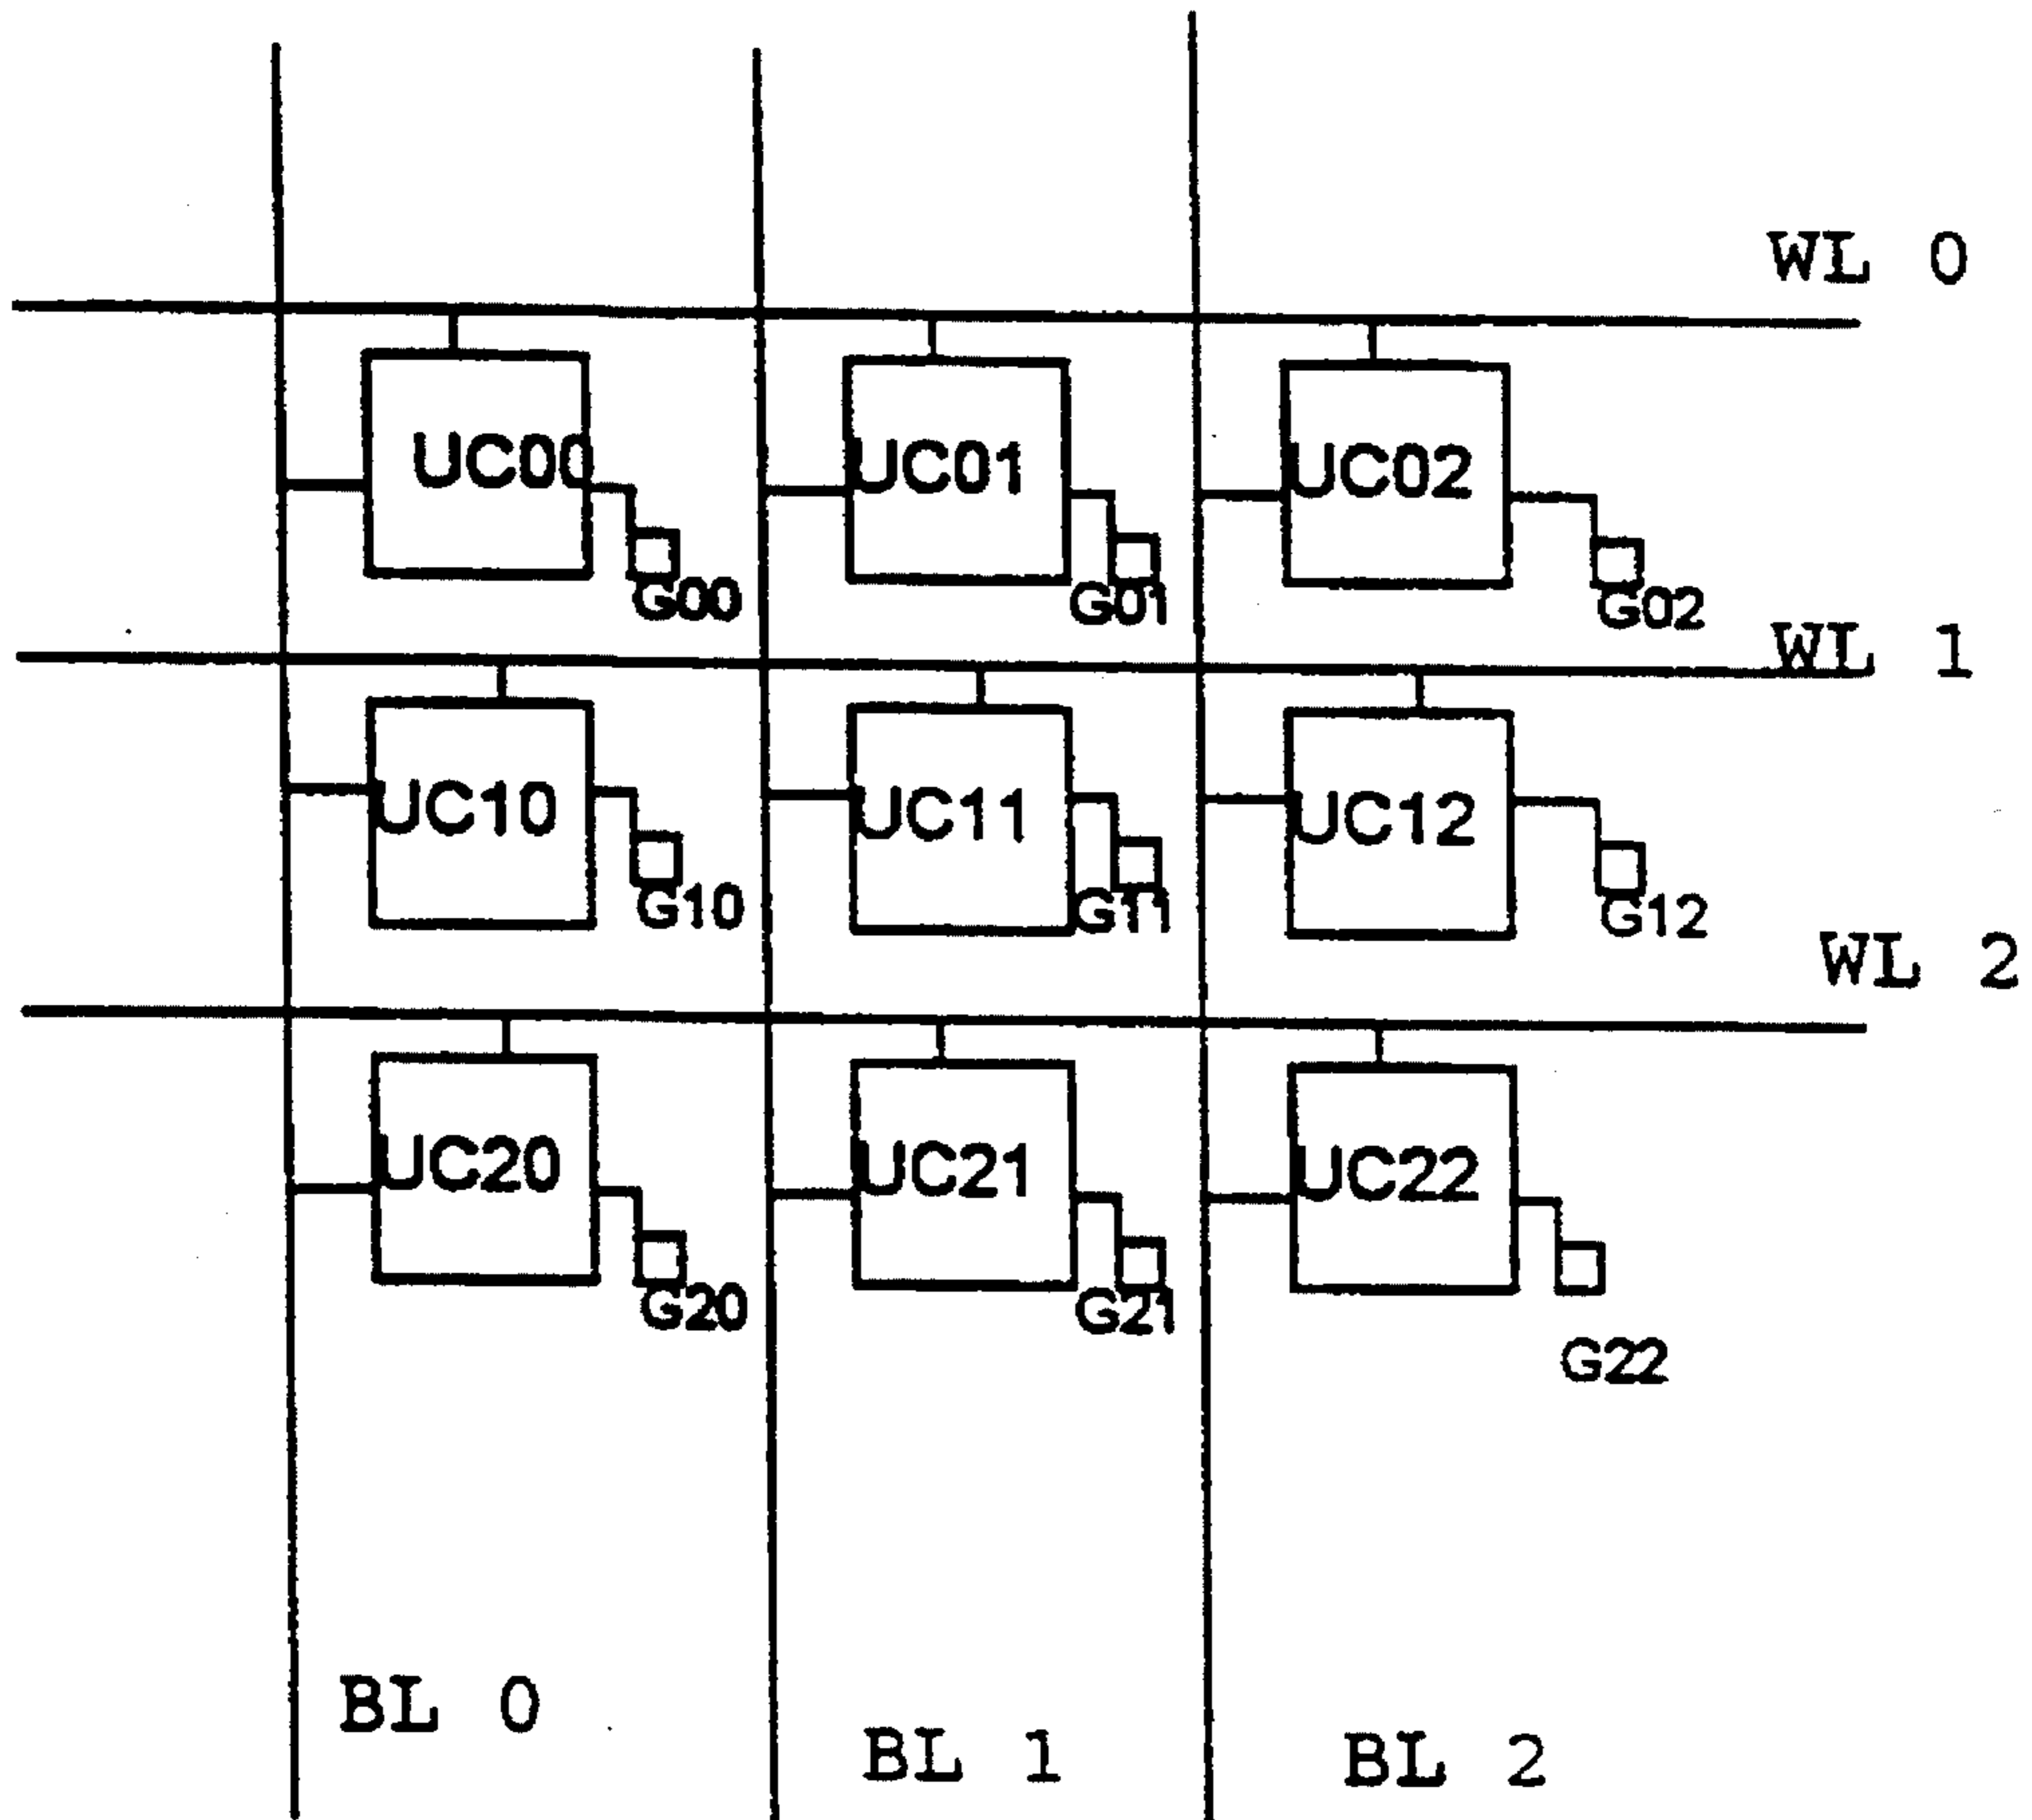 WL 0
UC00 UC01 UC02
G00 G01 G02
WL 1
UC10 UC11 UC12
G10 G11 G12
WL 2
UC20 UC21 UC22
G20 G21
G22
BL 0
BL 1 BL 2